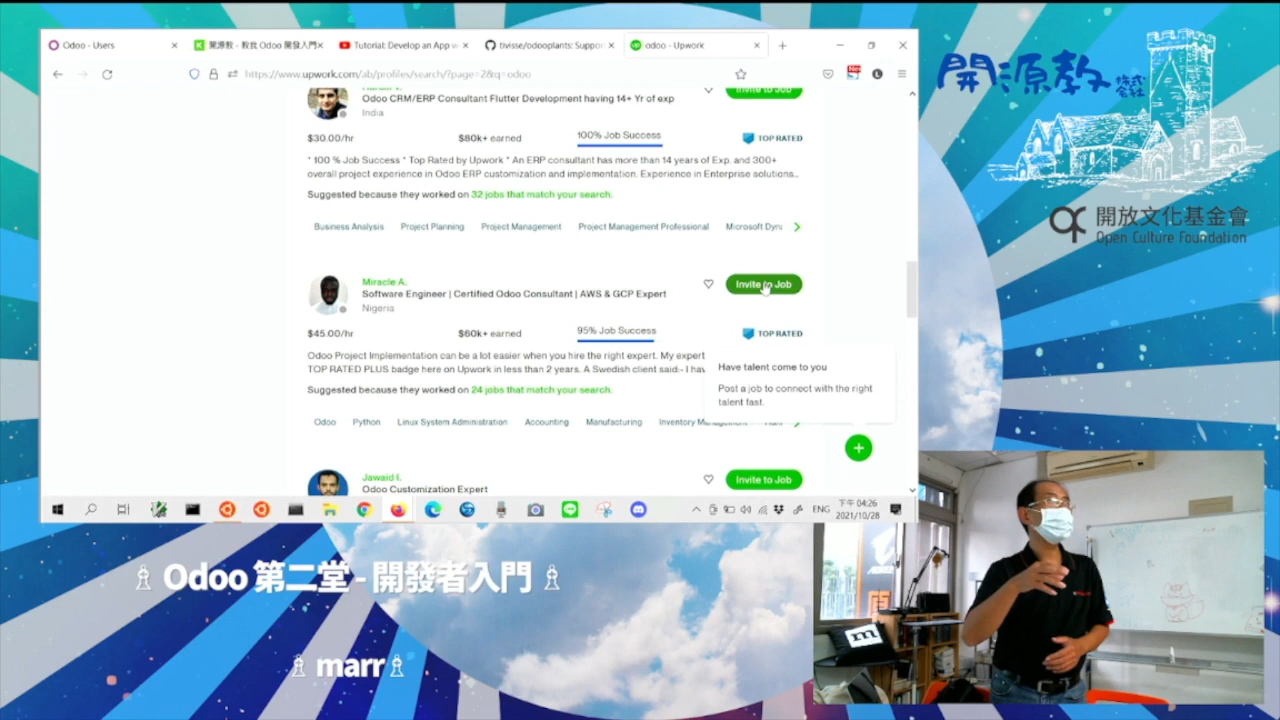 Odoo - Users
開源教 - 教我 Odoo 開發入門
Tutorial: Develop an App w
tivisse/odooplants: Suppor
odoo - Upwork
https://www.upwork.com/ab/profiles/search/?page=2&q=odoo
Odoo CRM/ERP Consultant Flutter Development having 14+ Yr of exp
Invite to Job
India
$30.00/hr
$80k+ earned
100% Job Success
TOP RATED
* 100 % Job Success * Top Rated by Upwork * An ERP consultant has more than 14 years of Exp. and 300+
overall project experience in Odoo ERP customization and implementation. Experience in Enterprise solutions...
Suggested because they worked on 32 jobs that match your search.
Business Analysis Project Planning Project Management Project Management Professional Microsoft Dyna
Miracle A.
Software Engineer | Certified Odoo Consultant | AWS & GCP Expert
Invite to Job
Nigeria
$45.00/hr
$60k+ earned
95% Job Success
TOP RATED
Odoo Project Implementation can be a lot easier when you hire the right expert. My expert
TOP RATED PLUS badge here on Upwork in less than 2 years. A Swedish client said:- I hav
Suggested because they worked on 24 jobs that match your search.
Odoo Python Linux System Administration Accounting Manufacturing Inventory Management
Have talent come to you
Post a job to connect with the right
talent fast.
Jawaid I.
Odoo Customization Expert
Invite to Job
ENG
下午 04:26
2021/10/28
開源教 株式会社
開放文化基金會
Open Culture Foundation
Odoo 第二堂 - 開發者入門
marr
m